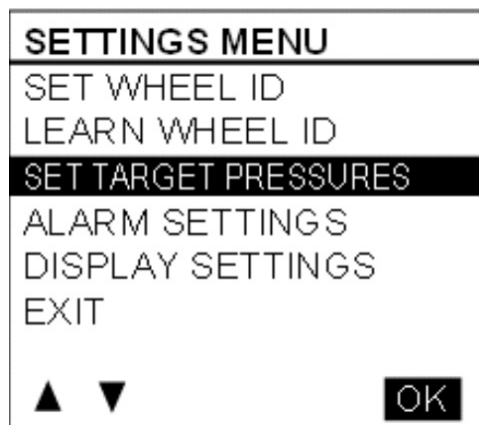 SETTINGS MENU
SET WHEEL ID
LEARN WHEEL ID
SET TARGET PRESSURES
ALARM SETTINGS
DISPLAY SETTINGS
EXIT
▲ ▼ OK